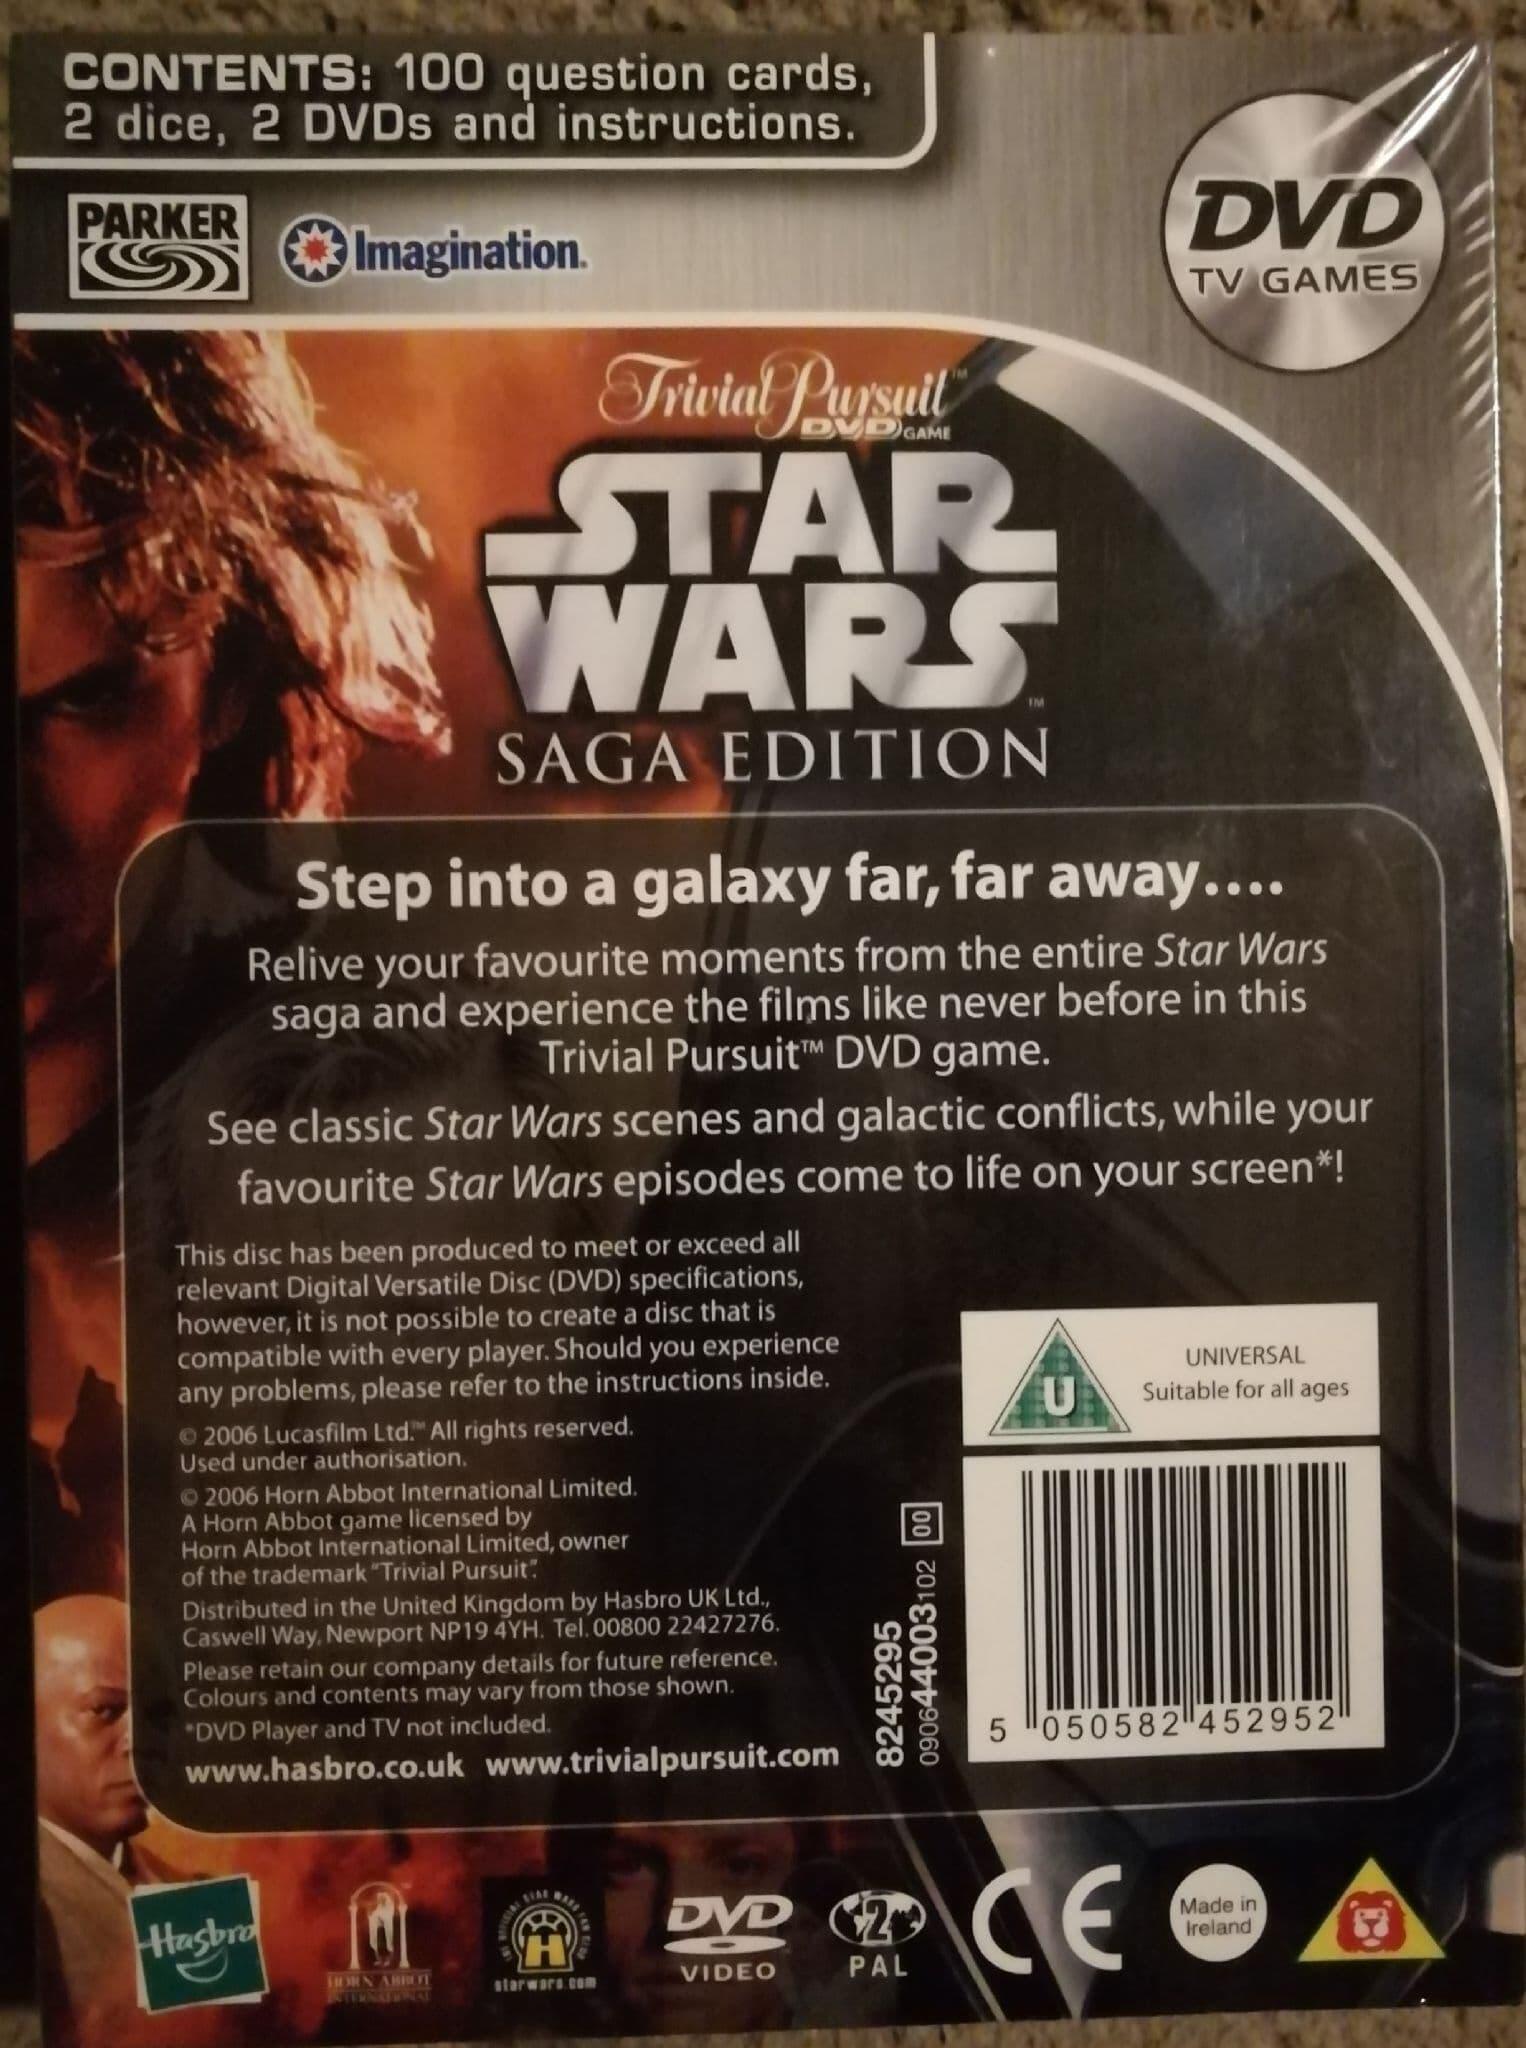 CONTENTS: 100 question cards,
2 dice, 2 DVDs and instructions.
PARKER
Imagination.
DVD
TV GAMES
Trivial Pursuit™
DVD GAME
STAR
WARS™
SAGA EDITION
Step into a galaxy far, far away....
Relive your favourite moments from the entire Star Wars
saga and experience the films like never before in this
Trivial Pursuit™ DVD game.
See classic Star Wars scenes and galactic conflicts, while your
favourite Star Wars episodes come to life on your screen*!
This disc has been produced to meet or exceed all
relevant Digital Versatile Disc (DVD) specifications,
however, it is not possible to create a disc that is
compatible with every player. Should you experience
any problems, please refer to the instructions inside.
© 2006 Lucasfilm Ltd.™ All rights reserved.
Used under authorisation.
© 2006 Horn Abbot International Limited.
A Horn Abbot game licensed by
Horn Abbot International Limited, owner
of the trademark "Trivial Pursuit".
Distributed in the United Kingdom by Hasbro UK Ltd.,
Caswell Way, Newport NP19 4YH. Tel. 00800 22427276.
Please retain our company details for future reference.
Colours and contents may vary from those shown.
*DVD Player and TV not included.
www.hasbro.co.uk www.trivialpursuit.com
8245295
090644003102 00
U
UNIVERSAL
Suitable for all ages
5 050582 452952
Hasbro
HORN ABBOT
INTERNATIONAL
H
starwars.com
DVD
VIDEO
2
PAL
CE
Made in
Ireland